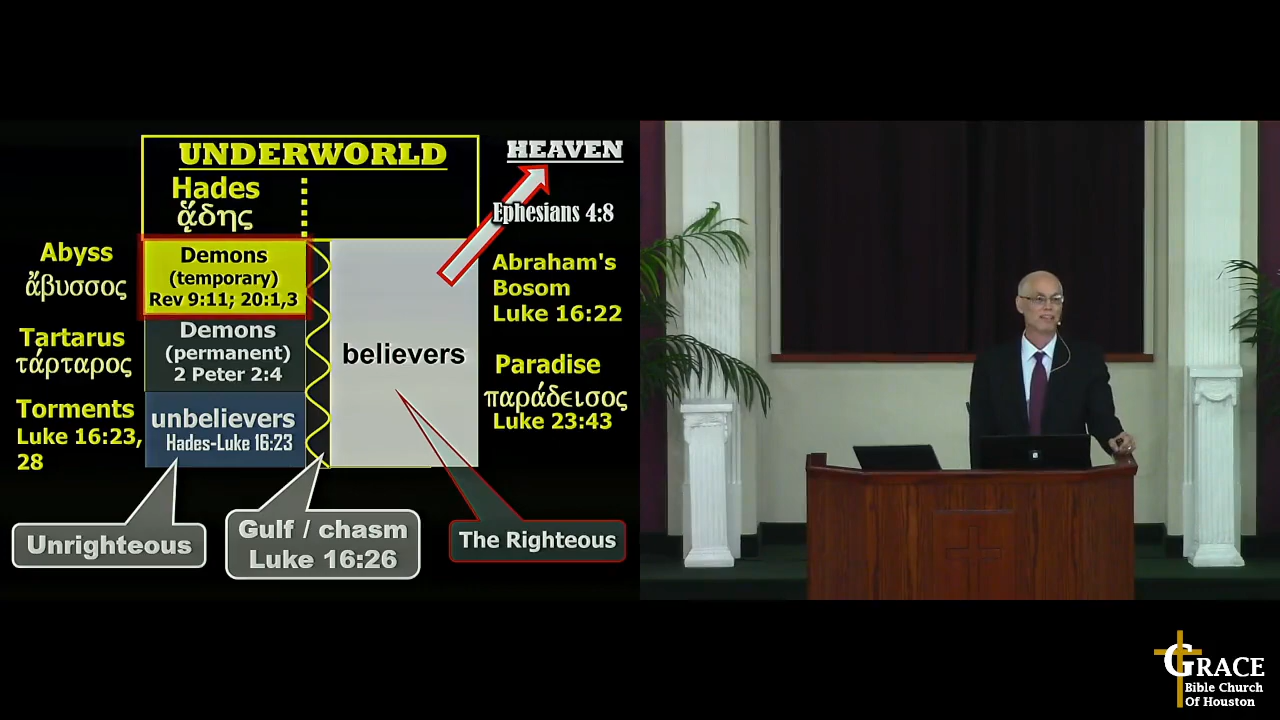 UNDERWORLD
HEAVEN
Hades
ᾅδης
Ephesians 4:8
Abyss
ἄβυσσος
Demons
(temporary)
Rev 9:11; 20:1,3
Abraham's
Bosom
Luke 16:22
Tartarus
τάρταρος
Demons
(permanent)
2 Peter 2:4
believers
Paradise
παράδεισος
Luke 23:43
Torments
Luke 16:23,
28
unbelievers
Hades-Luke 16:23
Unrighteous
Gulf / chasm
Luke 16:26
The Righteous
GRACE
Bible Church
Of Houston